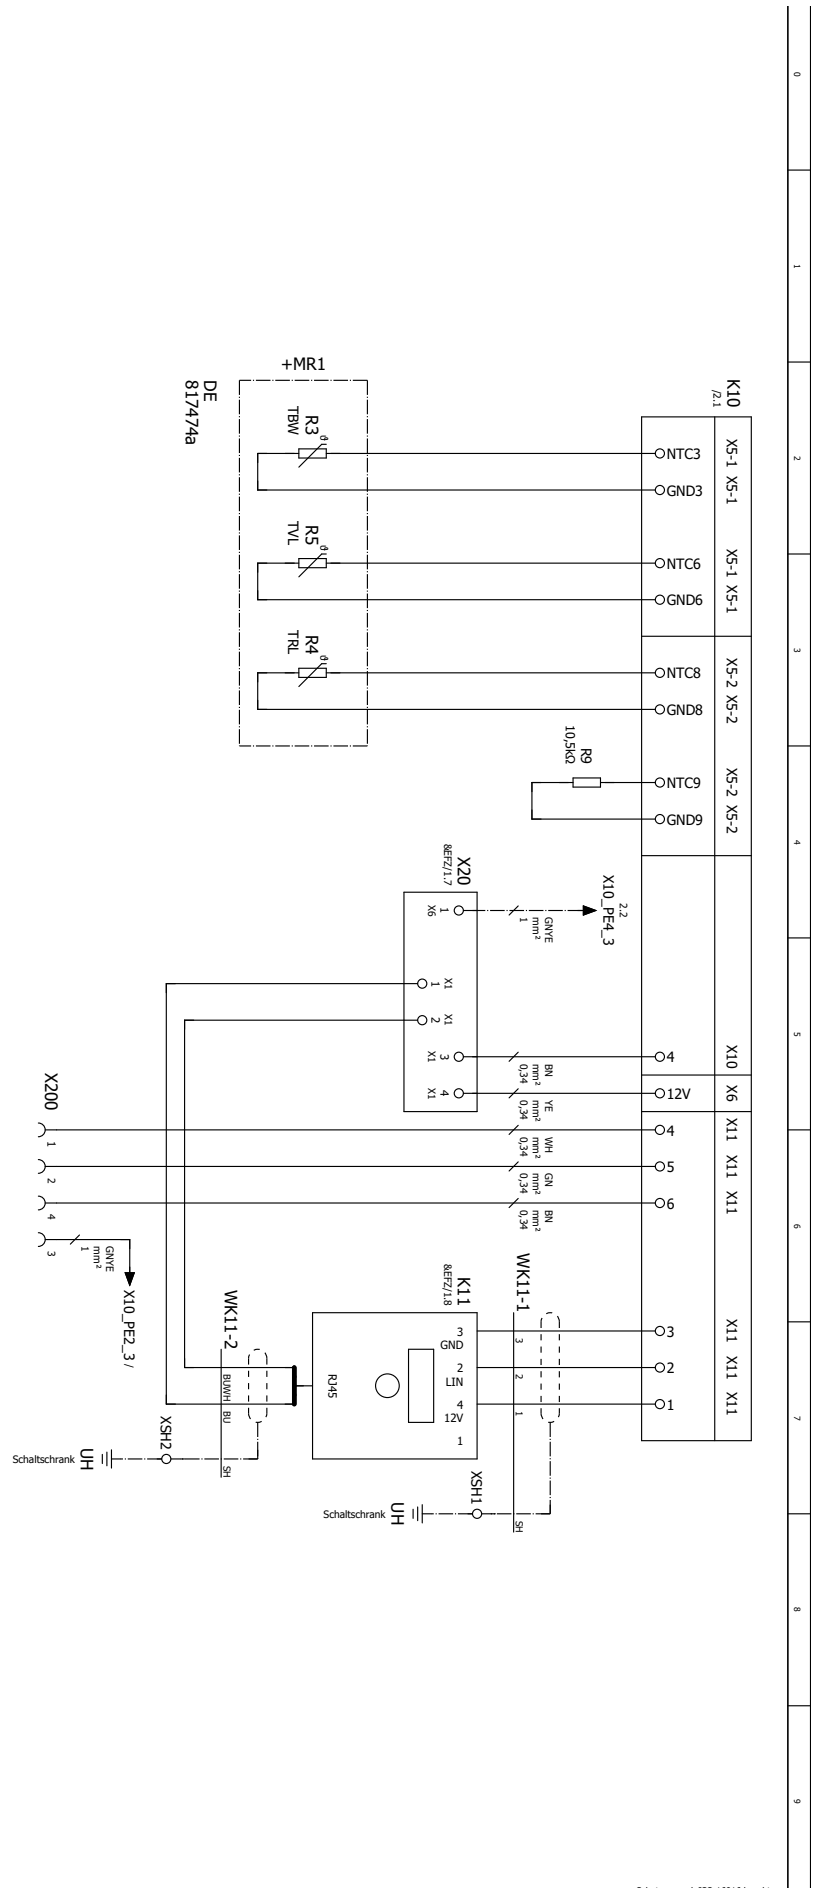 0
1
2
3
4
5
6
7
8
9
K10
/2.1
X5-1
X5-1
X5-1
X5-1
X5-2
X5-2
X5-2
X5-2
X10
X6
X11
X11
X11
X11
X11
X11
NTC3
GND3
NTC6
GND6
NTC8
GND8
NTC9
GND9
4
12V
4
5
6
3
2
1
+MR1
DE
817474a
R3
TBW
ϑ
R5
TVL
ϑ
R4
TRL
ϑ
R9
10,5kΩ
X20
&EFZ/1.7
X6
1
1
X1
2
X1
X1
3
X1
4
GNYE
mm²
1
2.2
X10_PE4_3
BN
mm²
0,34
YE
mm²
0,34
WH
mm²
0,34
GN
mm²
0,34
BN
mm²
0,34
X200
1
2
4
3
GNYE
mm²
1
X10_PE2_3 /
K11
&EFZ/1.8
3
GND
2
LIN
4
12V
1
RJ45
WK11-1
3
2
1
SH
WK11-2
BUWH
BU
SH
XSH2
UH
Schaltschrank
XSH1
UH
Schaltschrank